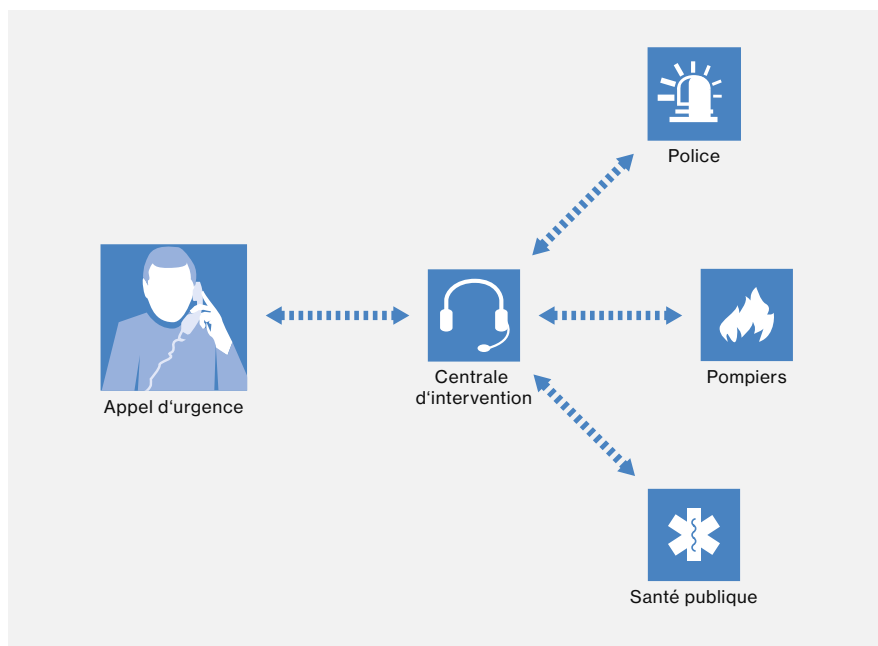 Police
Appel d‘urgence
Centrale
d‘intervention
Pompiers
Santé publique